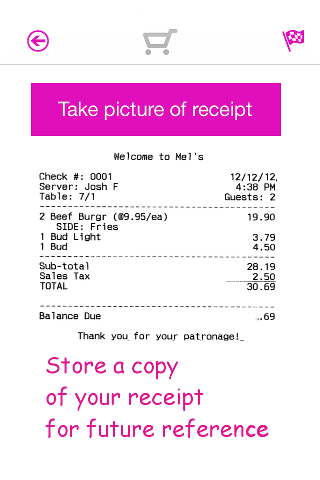 Take picture of receipt
Welcome to Mel's
Check #: 0001 12/12/12
Server: Josh F 4:38 PM
Table: 7/1 Guests: 2
2 Beef Burgr (@9.95/ea) 19.90
SIDE: Fries
1 Bud Light 3.79
1 Bud 4.50
Sub-total 28.19
Sales Tax 2.50
TOTAL 30.69
Balance Due .69
Thank you for your patronage!
Store a copy
of your receipt
for future reference